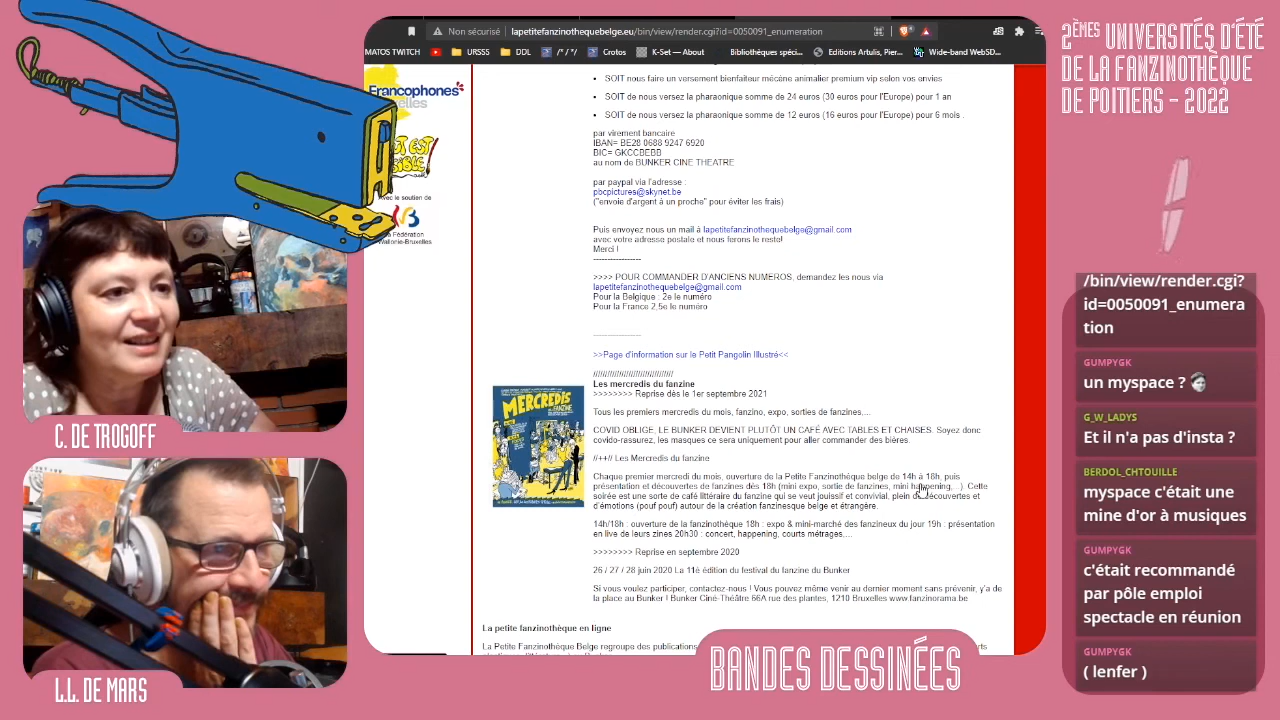 Non sécurisé
lapetitefanzinothequebelge.eu/bin/view/render.cgi?id=0050091_enumeration
MATOS TWITCH
URSSS
DDL
/*/*/
Crotos
K-Set — About
Bibliothèques spéci...
Editions Artulis, Pier...
Wide-band WebSD...
Francophones
Avec le soutien de
la Fédération
Wallonie-Bruxelles
• SOIT nous faire un versement bienfaiteur mécène animalier premium vip selon vos envies
• SOIT de nous versez la pharaonique somme de 24 euros (30 euros pour l'Europe) pour 1 an
• SOIT de nous versez la pharaonique somme de 12 euros (16 euros pour l'Europe) pour 6 mois .
par virement bancaire
IBAN= BE28 0688 9247 6920
BIC= GKCCBEBB
au nom de BUNKER CINE THEATRE
par paypal via l'adresse :
pbcpictures@skynet.be
("envoie d'argent à un proche" pour éviter les frais)
Puis envoyez nous un mail à lapetitefanzinothequebelge@gmail.com
avec votre adresse postale et nous ferons le reste!
Merci !
----------------
>>>> POUR COMMANDER D'ANCIENS NUMEROS, demandez les nous via
lapetitefanzinothequebelge@gmail.com
Pour la Belgique : 2e le numéro
Pour la France 2,5e le numéro
>>Page d'information sur le Petit Pangolin Illustré<<
Les mercredis du fanzine
>>>>>>>> Reprise dès le 1er septembre 2021
Tous les premiers mercredis du mois, fanzino, expo, sorties de fanzines,...
COVID OBLIGE, LE BUNKER DEVIENT PLUTÔT UN CAFÉ AVEC TABLES ET CHAISES. Soyez donc
covido-rassurez, les masques ce sera uniquement pour aller commander des bières.
//++// Les Mercredis du fanzine
Chaque premier mercredi du mois, ouverture de la Petite Fanzinothèque belge de 14h à 18h, puis
présentation et découvertes de fanzines dès 18h (mini expo, sortie de fanzines, mini happening,...) Cette
soirée est une sorte de café littéraire du fanzine qui se veut jouissif et convivial, plein de découvertes et
d'émotions (pouf pouf) autour de la création fanzinesque belge et étrangère.
14h/18h : ouverture de la fanzinothèque 18h : expo & mini-marché des fanzineux du jour 19h : présentation
en live de leurs zines 20h30 : concert, happening, courts métrages,...
>>>>>>>> Reprise en septembre 2020
26 / 27 / 28 juin 2020 La 11è édition du festival du fanzine du Bunker
Si vous voulez participer, contactez-nous ! Vous pouvez même venir au dernier moment sans prévenir, y'a de
la place au Bunker ! Bunker Ciné-Théâtre 66A rue des plantes, 1210 Bruxelles www.fanzinorama.be
MERCREDIS
La petite fanzinothèque en ligne
La Petite Fanzinothèque Belge regroupe des publications
C. DE TROGOFF
L.L. DE MARS
BANDES DESSINÉES
2ÈMES UNIVERSITÉS D'ÉTÉ
DE LA FANZINOTHÈQUE
DE POITIERS - 2022
/bin/view/render.cgi?
id=0050091_enumera
tion
GUMPYGK
un myspace ?
G_W_LADYS
Et il n'a pas d'insta ?
BERDOL_CHTOUILLE
myspace c'était une
mine d'or à musiques
GUMPYGK
c'était recommandé
par pôle emploi
spectacle en réunion
GUMPYGK
( lenfer )